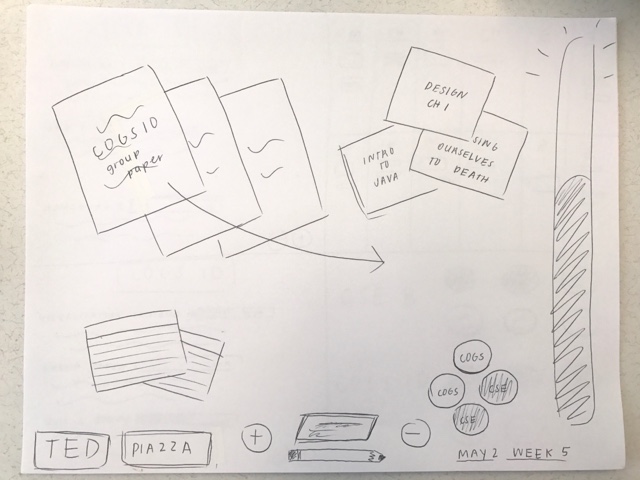 COGS10
group
paper
DESIGN
CH 1
SING
OURSELVES
TO DEATH
INTRO
TO
JAVA
COGS
COGS
CSE
CSE
TED
PIAZZA
+
-
MAY 2 WEEK 5